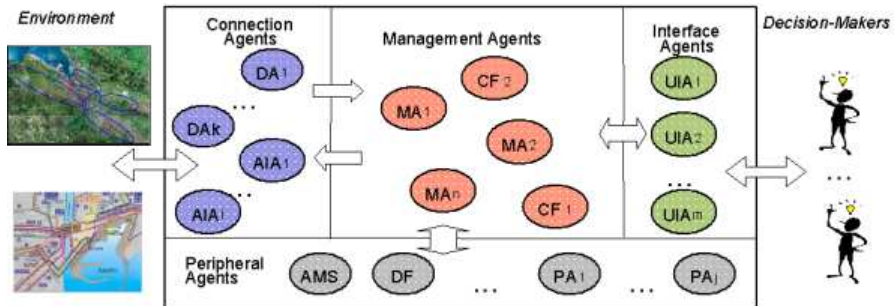 Environment
Connection
Agents
Management Agents
Interface
Agents
Decision-Makers
DA1
CF2
UIA1
MA1
...
DAk
MA2
UIA2
AIA1
...
MAn
...
...
AIAl
CF1
UIAm
Peripheral
Agents
AMS
DF
...
PA1
...
PAj